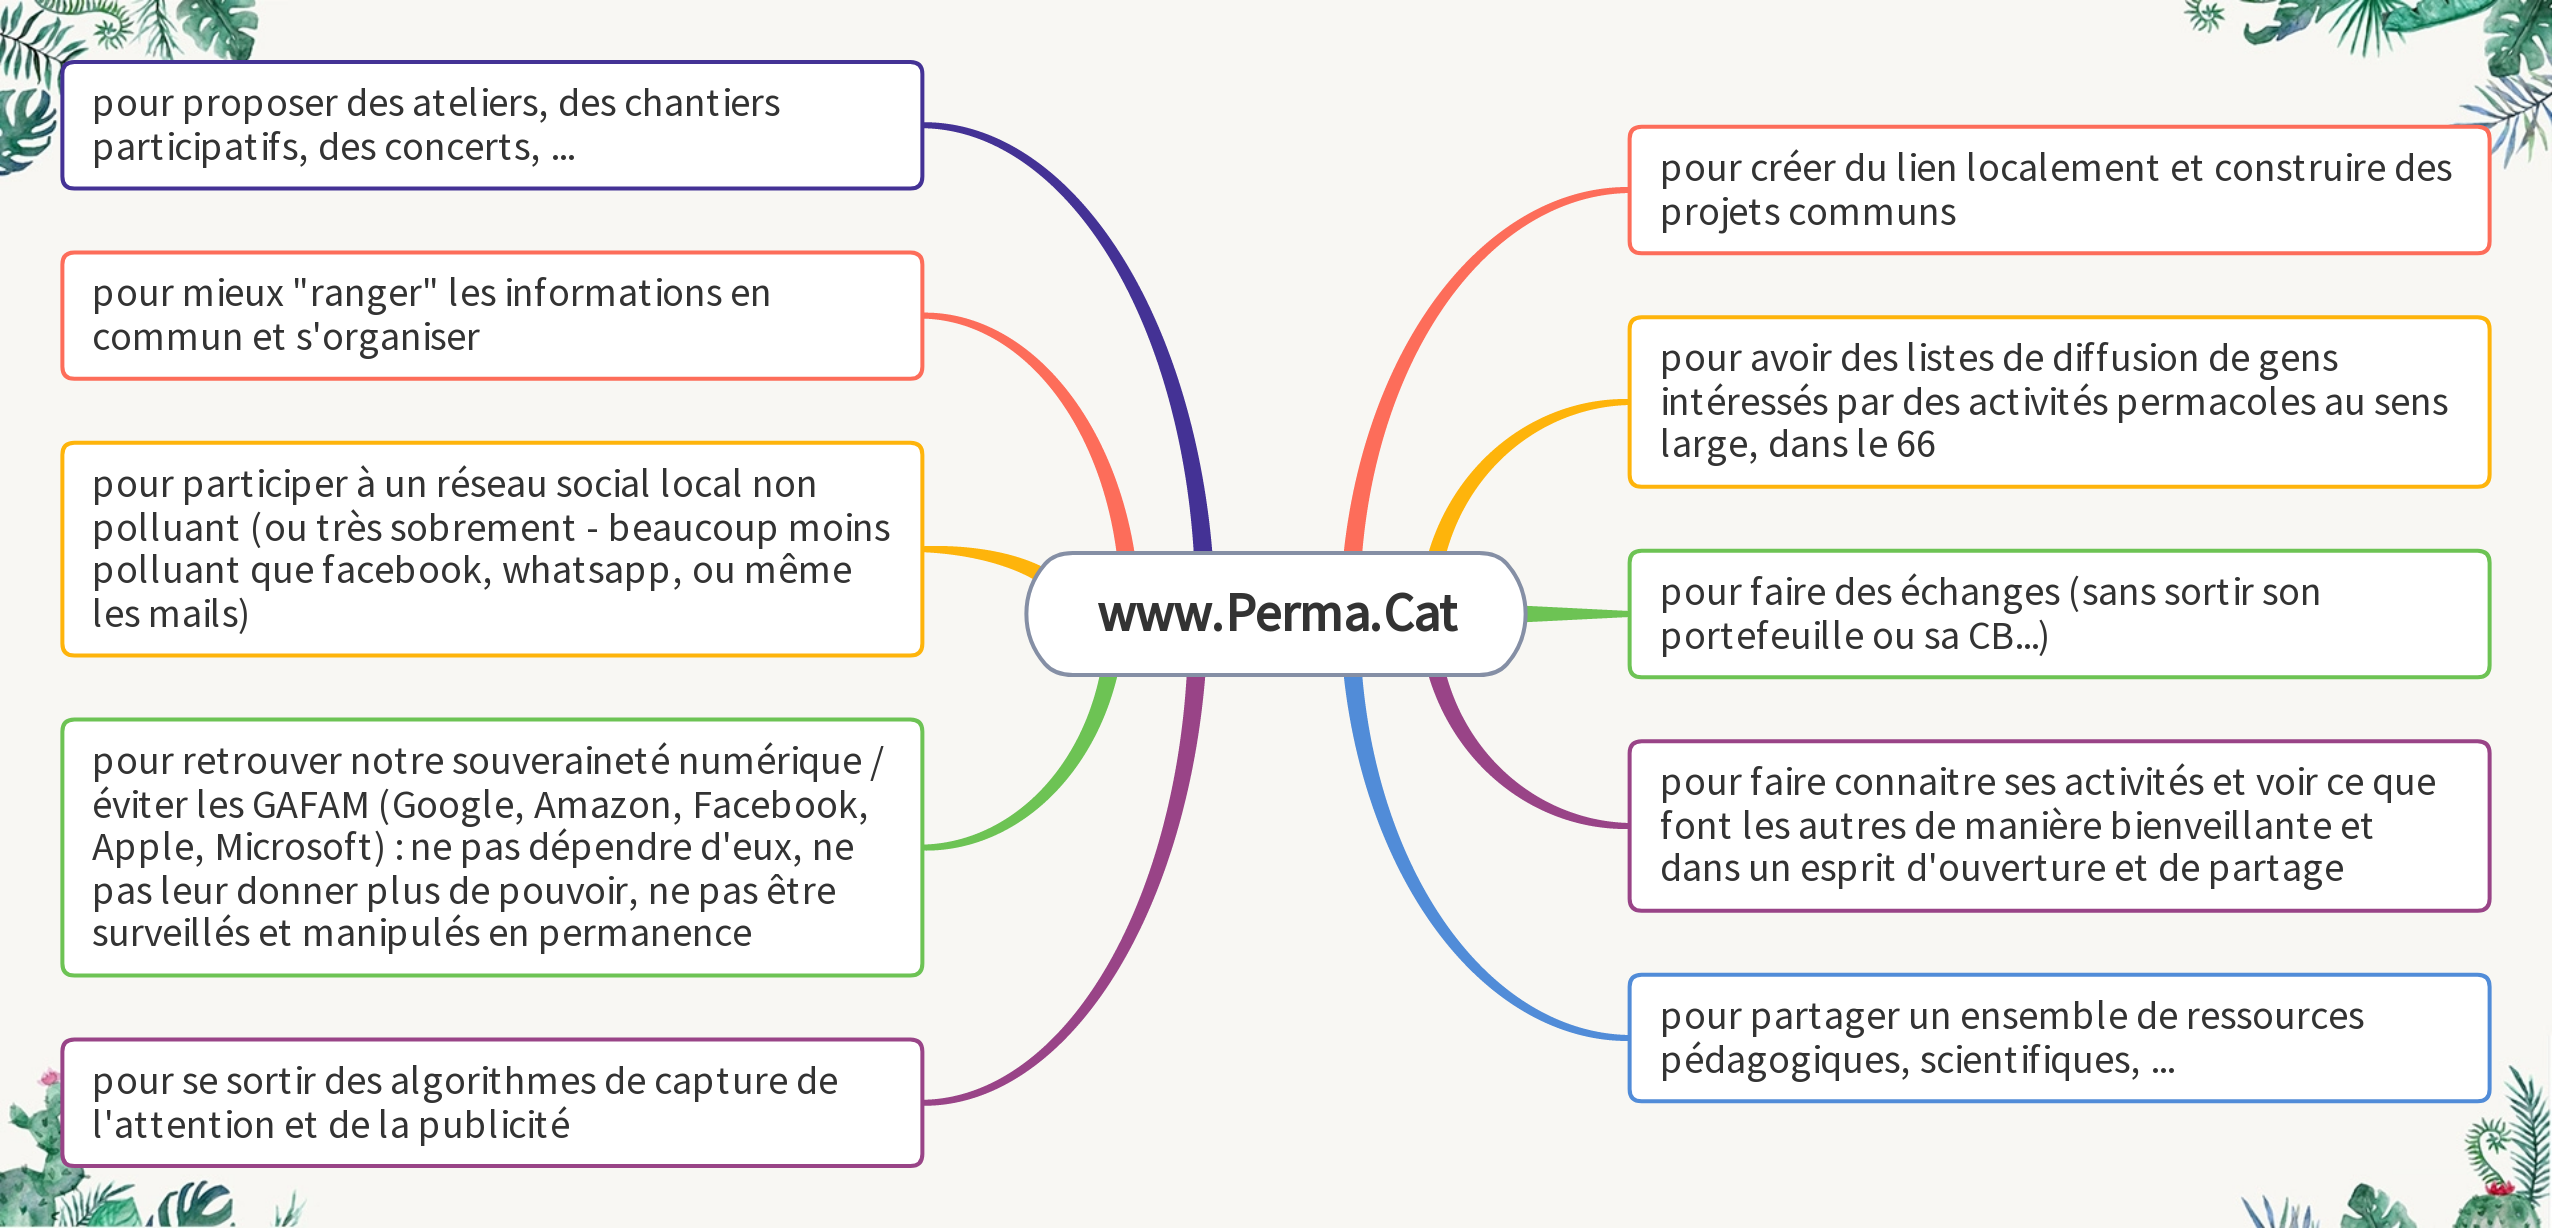 pour proposer des ateliers, des chantiers
participatifs, des concerts, ...
pour mieux "ranger" les informations en
commun et s'organiser
pour participer à un réseau social local non
polluant (ou très sobrement - beaucoup moins
polluant que facebook, whatsapp, ou même
les mails)
pour retrouver notre souveraineté numérique /
éviter les GAFAM (Google, Amazon, Facebook,
Apple, Microsoft) : ne pas dépendre d'eux, ne
pas leur donner plus de pouvoir, ne pas être
surveillés et manipulés en permanence
pour se sortir des algorithmes de capture de
l'attention et de la publicité
www.Perma.Cat
pour créer du lien localement et construire des
projets communs
pour avoir des listes de diffusion de gens
intéressés par des activités permacoles au sens
large, dans le 66
pour faire des échanges (sans sortir son
portefeuille ou sa CB...)
pour faire connaitre ses activités et voir ce que
font les autres de manière bienveillante et
dans un esprit d'ouverture et de partage
pour partager un ensemble de ressources
pédagogiques, scientifiques, ...